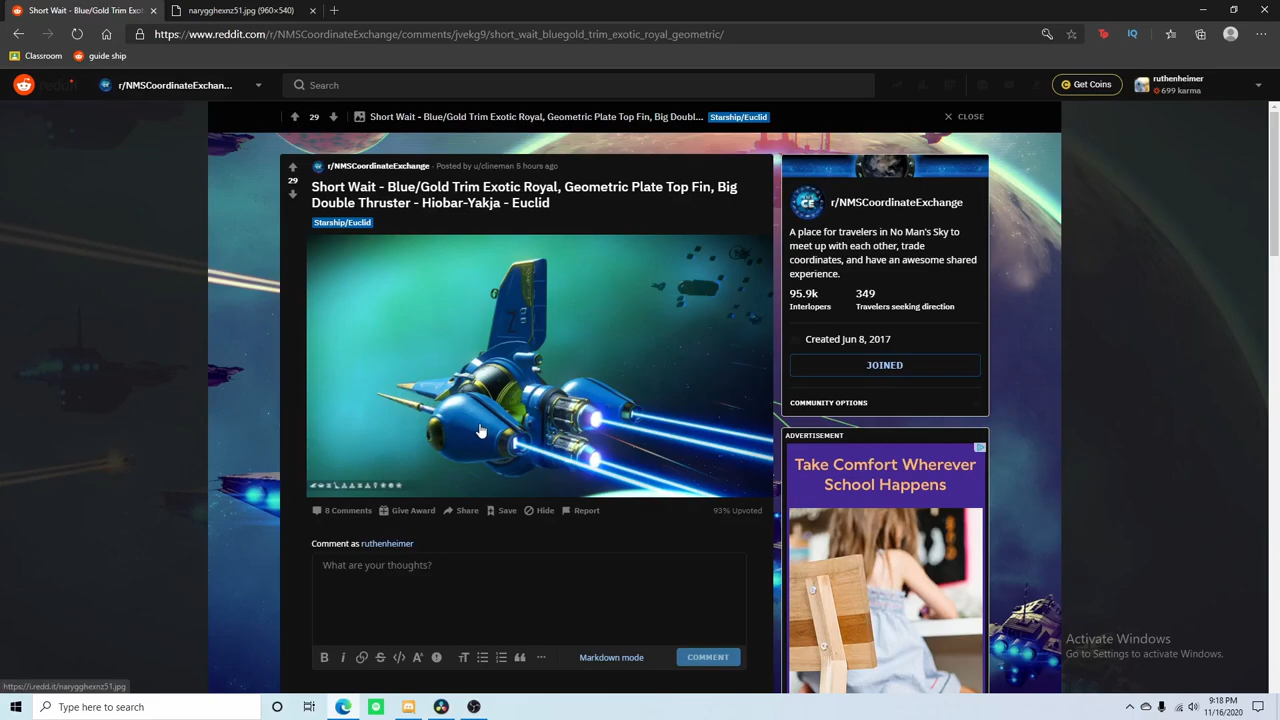 Short Wait - Blue/Gold Trim Exot
narygghexnz51.jpg (960×540)
https://www.reddit.com/r/NMSCoordinateExchange/comments/jvekg9/short_wait_bluegold_trim_exotic_royal_geometric/
Classroom
guide ship
reddit
r/NMSCoordinateExchan...
Search
Get Coins
ruthenheimer
699 karma
29
Short Wait - Blue/Gold Trim Exotic Royal, Geometric Plate Top Fin, Big Doubl...
Starship/Euclid
CLOSE
r/NMSCoordinateExchange · Posted by u/clineman 5 hours ago
29
Short Wait - Blue/Gold Trim Exotic Royal, Geometric Plate Top Fin, Big
Double Thruster - Hiobar-Yakja - Euclid
Starship/Euclid
8 Comments
Give Award
Share
Save
Hide
Report
93% Upvoted
Comment as ruthenheimer
What are your thoughts?
Markdown mode
COMMENT
CE
r/NMSCoordinateExchange
A place for travelers in No Man's Sky to
meet up with each other, trade
coordinates, and have an awesome shared
experience.
95.9k
349
Interlopers
Travelers seeking direction
Created Jun 8, 2017
JOINED
COMMUNITY OPTIONS
ADVERTISEMENT
Take Comfort Wherever
School Happens
Activate Windows
Go to Settings to activate Windows.
https://i.redd.it/narygghexnz51.jpg
Type here to search
9:18 PM
11/16/2020